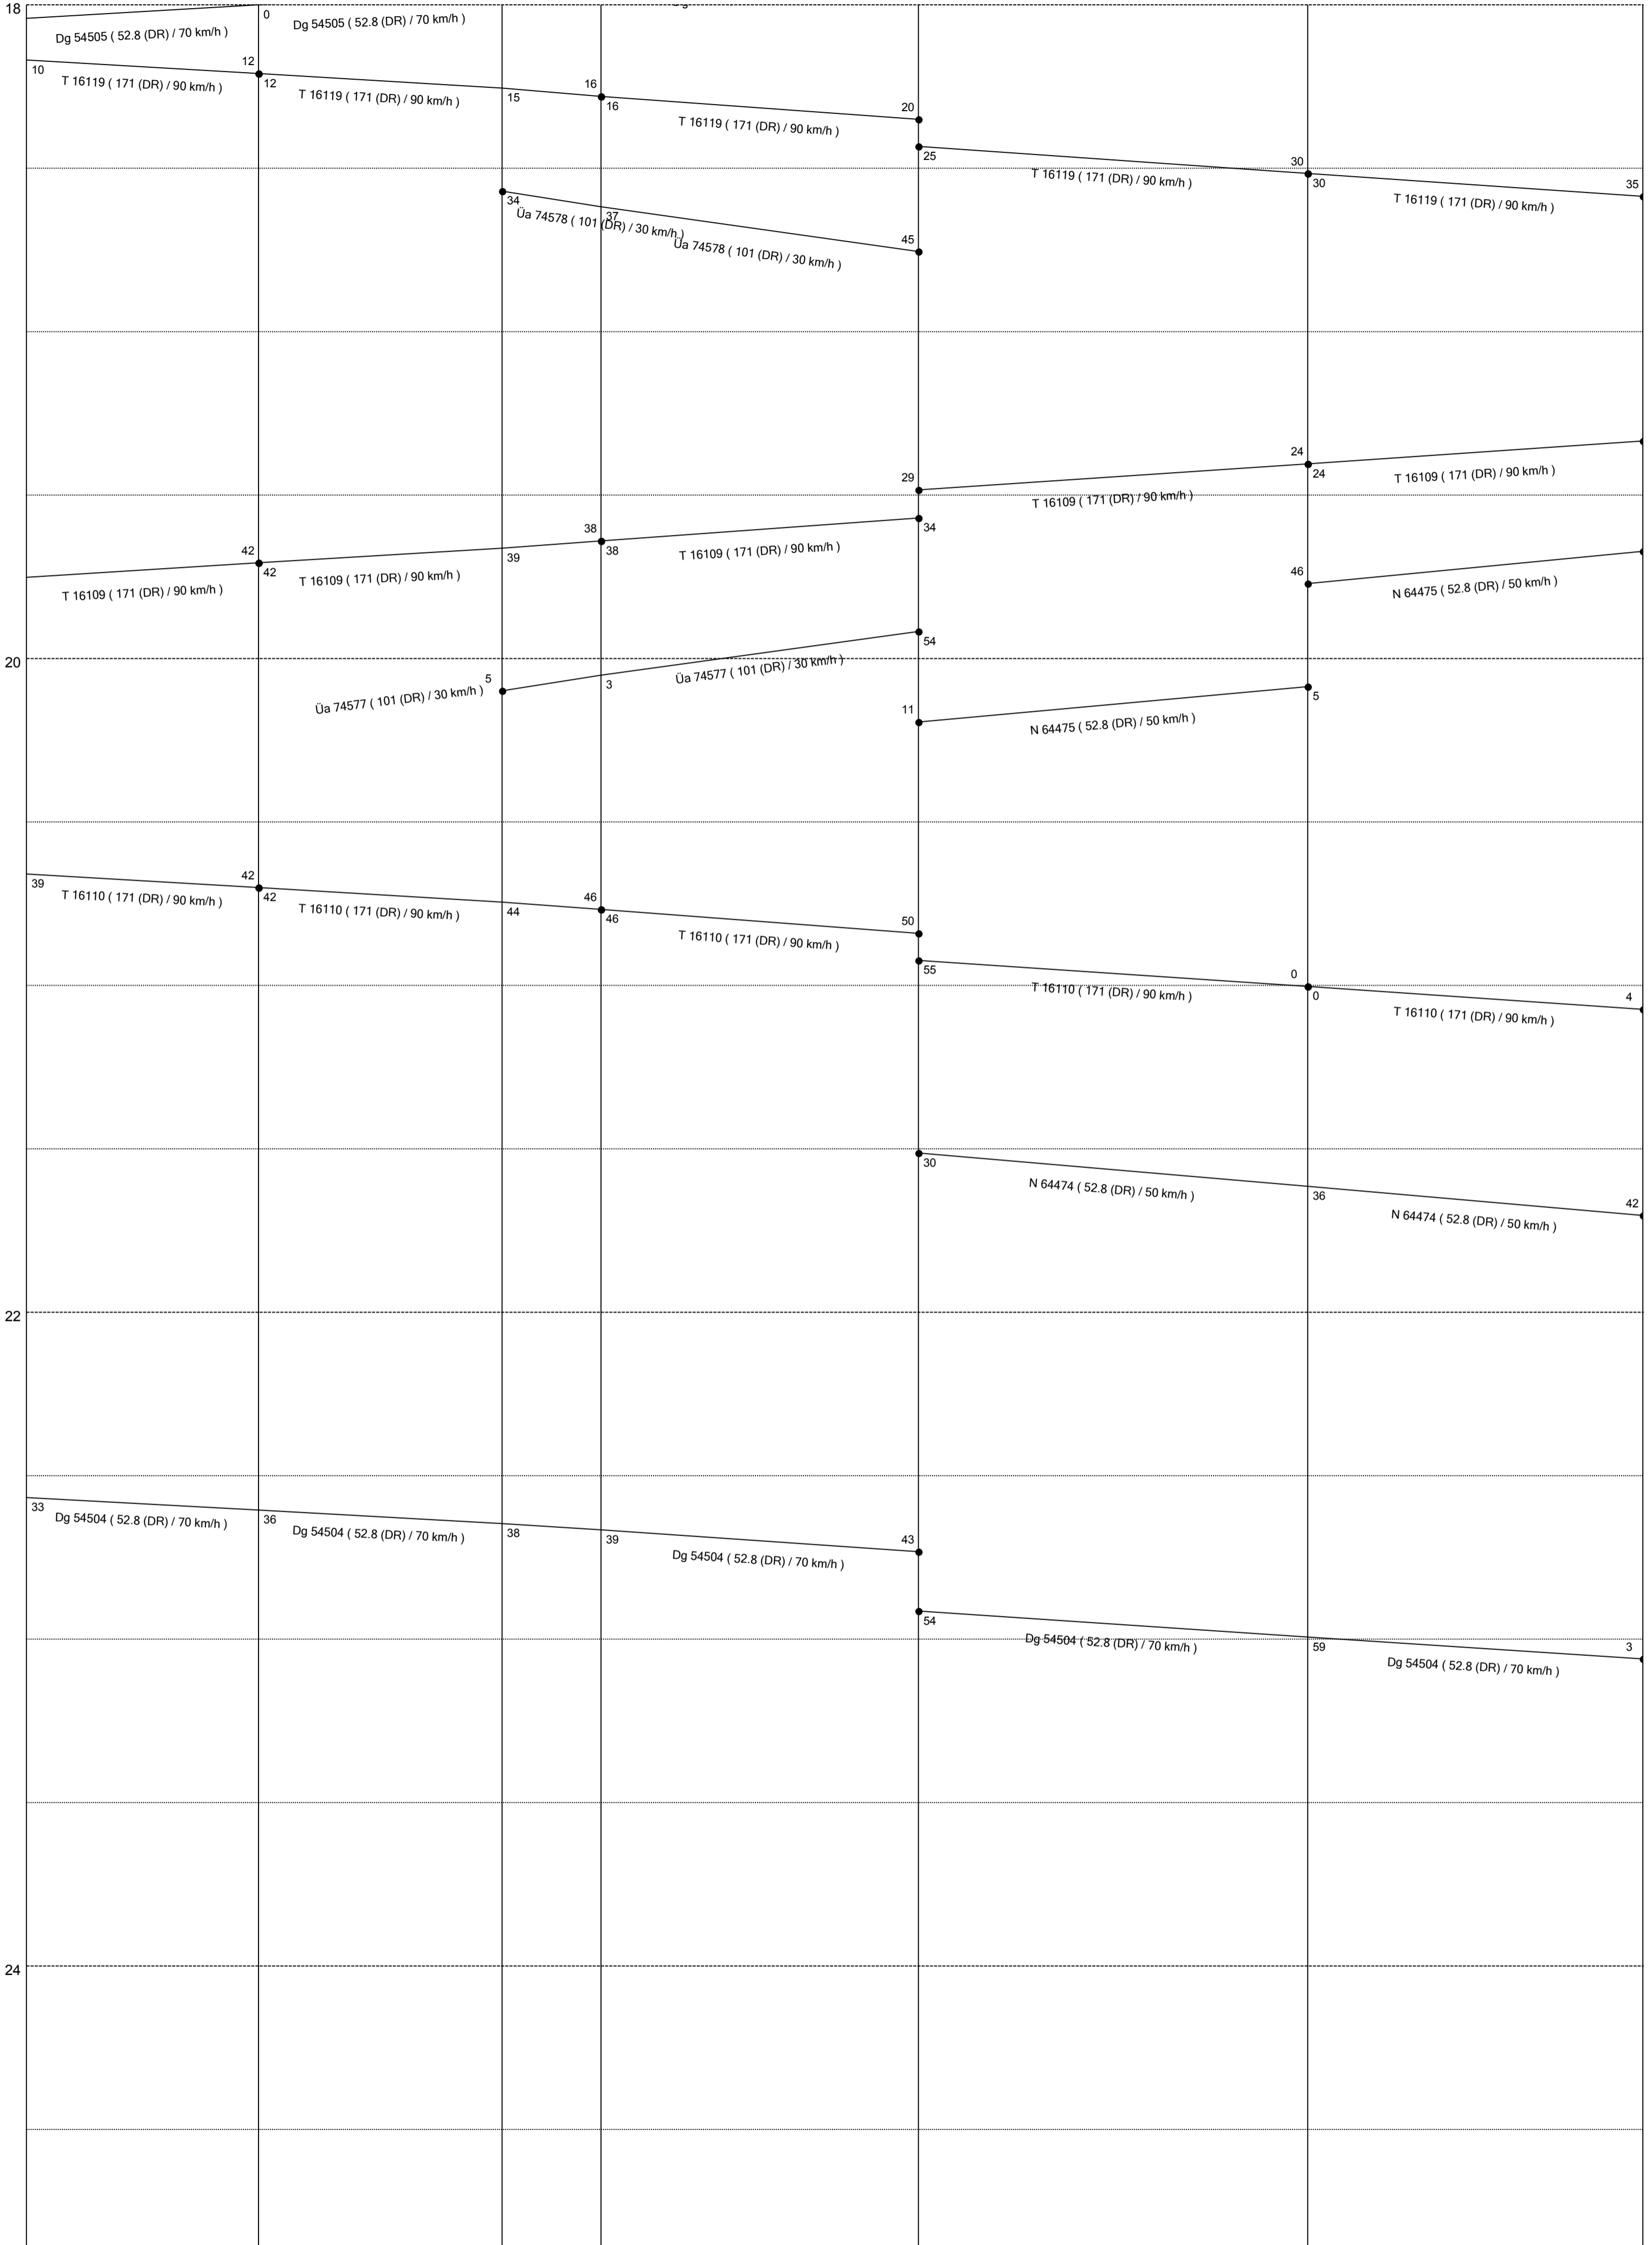 18
0
Dg 54505 ( 52.8 (DR) / 70 km/h )
Dg 54505 ( 52.8 (DR) / 70 km/h )
10
T 16119 ( 171 (DR) / 90 km/h )
12
12
T 16119 ( 171 (DR) / 90 km/h )
15
16
16
T 16119 ( 171 (DR) / 90 km/h )
20
25
T 16119 ( 171 (DR) / 90 km/h )
30
30
T 16119 ( 171 (DR) / 90 km/h )
35
34
Üa 74578 ( 101 (DR) / 30 km/h )
37
Üa 74578 ( 101 (DR) / 30 km/h )
45
29
T 16109 ( 171 (DR) / 90 km/h )
24
24
T 16109 ( 171 (DR) / 90 km/h )
T 16109 ( 171 (DR) / 90 km/h )
42
42
T 16109 ( 171 (DR) / 90 km/h )
39
38
38
T 16109 ( 171 (DR) / 90 km/h )
34
46
N 64475 ( 52.8 (DR) / 50 km/h )
20
Üa 74577 ( 101 (DR) / 30 km/h )
5
3
Üa 74577 ( 101 (DR) / 30 km/h )
54
11
N 64475 ( 52.8 (DR) / 50 km/h )
5
39
T 16110 ( 171 (DR) / 90 km/h )
42
42
T 16110 ( 171 (DR) / 90 km/h )
44
46
46
T 16110 ( 171 (DR) / 90 km/h )
50
55
T 16110 ( 171 (DR) / 90 km/h )
0
0
T 16110 ( 171 (DR) / 90 km/h )
4
30
N 64474 ( 52.8 (DR) / 50 km/h )
36
N 64474 ( 52.8 (DR) / 50 km/h )
42
22
33
Dg 54504 ( 52.8 (DR) / 70 km/h )
36
Dg 54504 ( 52.8 (DR) / 70 km/h )
38
39
Dg 54504 ( 52.8 (DR) / 70 km/h )
43
54
Dg 54504 ( 52.8 (DR) / 70 km/h )
59
Dg 54504 ( 52.8 (DR) / 70 km/h )
3
24